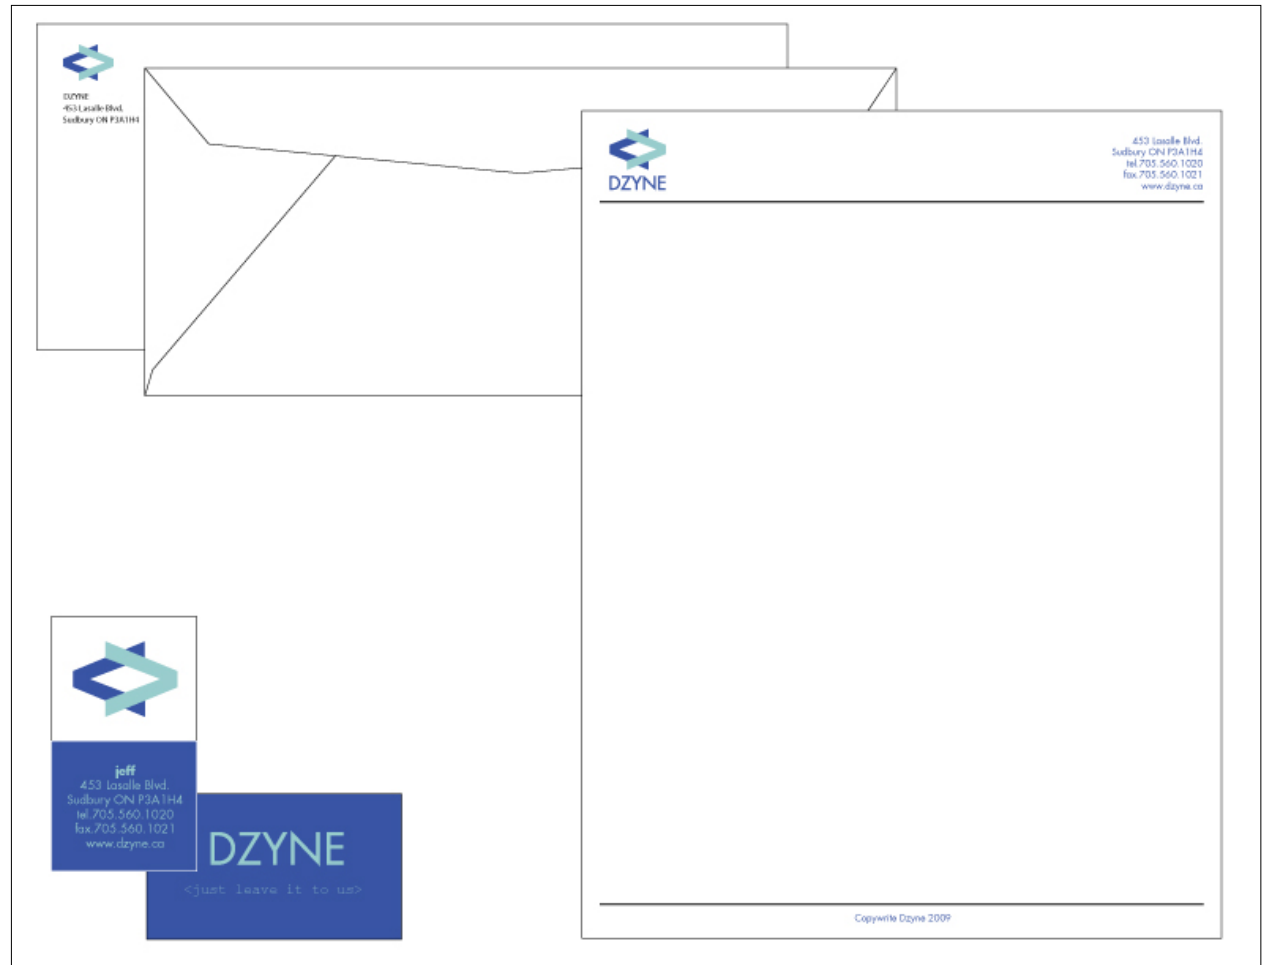 DZYNE
453 Lasalle Blvd.
Sudbury ON P3A1H4
DZYNE
453 Lasalle Blvd.
Sudbury ON P3A1H4
tel.705.560.1020
fax.705.560.1021
www.dzyne.ca
jeff
453 Lasalle Blvd.
Sudbury ON P3A1H4
tel.705.560.1020
fax.705.560.1021
www.dzyne.ca
DZYNE
<just leave it to us>
Copywrite Dzyne 2009